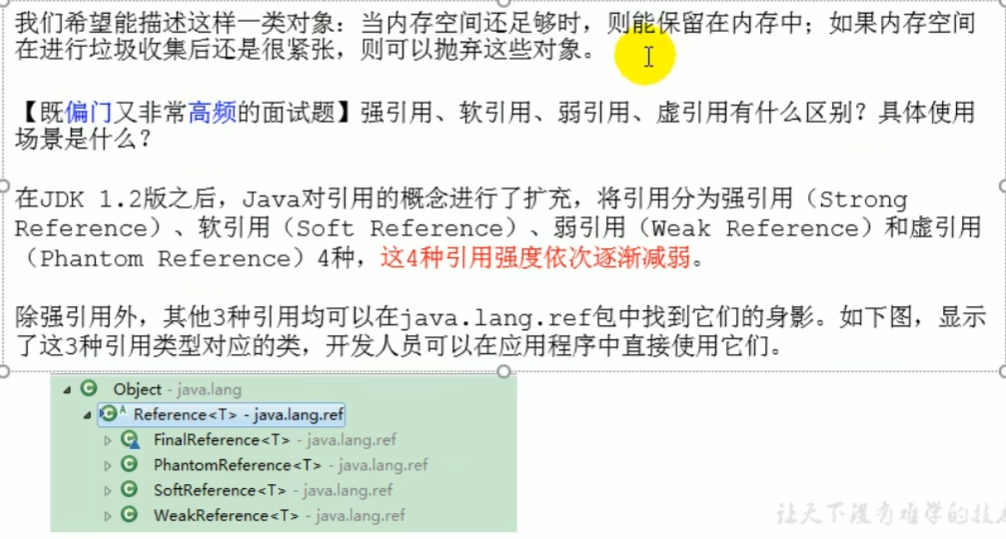 我们希望能描述这样一类对象：当内存空间还足够时，则能保留在内存中；如果内存空间
在进行垃圾收集后还是很紧张，则可以抛弃这些对象。
【既偏门又非常高频的面试题】强引用、软引用、弱引用、虚引用有什么区别？具体使用
场景是什么？
在JDK 1.2版之后，Java对引用的概念进行了扩充，将引用分为强引用（Strong
Reference）、软引用（Soft Reference）、弱引用（Weak Reference）和虚引用
（Phantom Reference）4种，这4种引用强度依次逐渐减弱。
除强引用外，其他3种引用均可以在java.lang.ref包中找到它们的身影。如下图，显示
了这3种引用类型对应的类，开发人员可以在应用程序中直接使用它们。
Object - java.lang
Reference<T> - java.lang.ref
FinalReference<T> - java.lang.ref
PhantomReference<T> - java.lang.ref
SoftReference<T> - java.lang.ref
WeakReference<T> - java.lang.ref
让天下没有难学的技